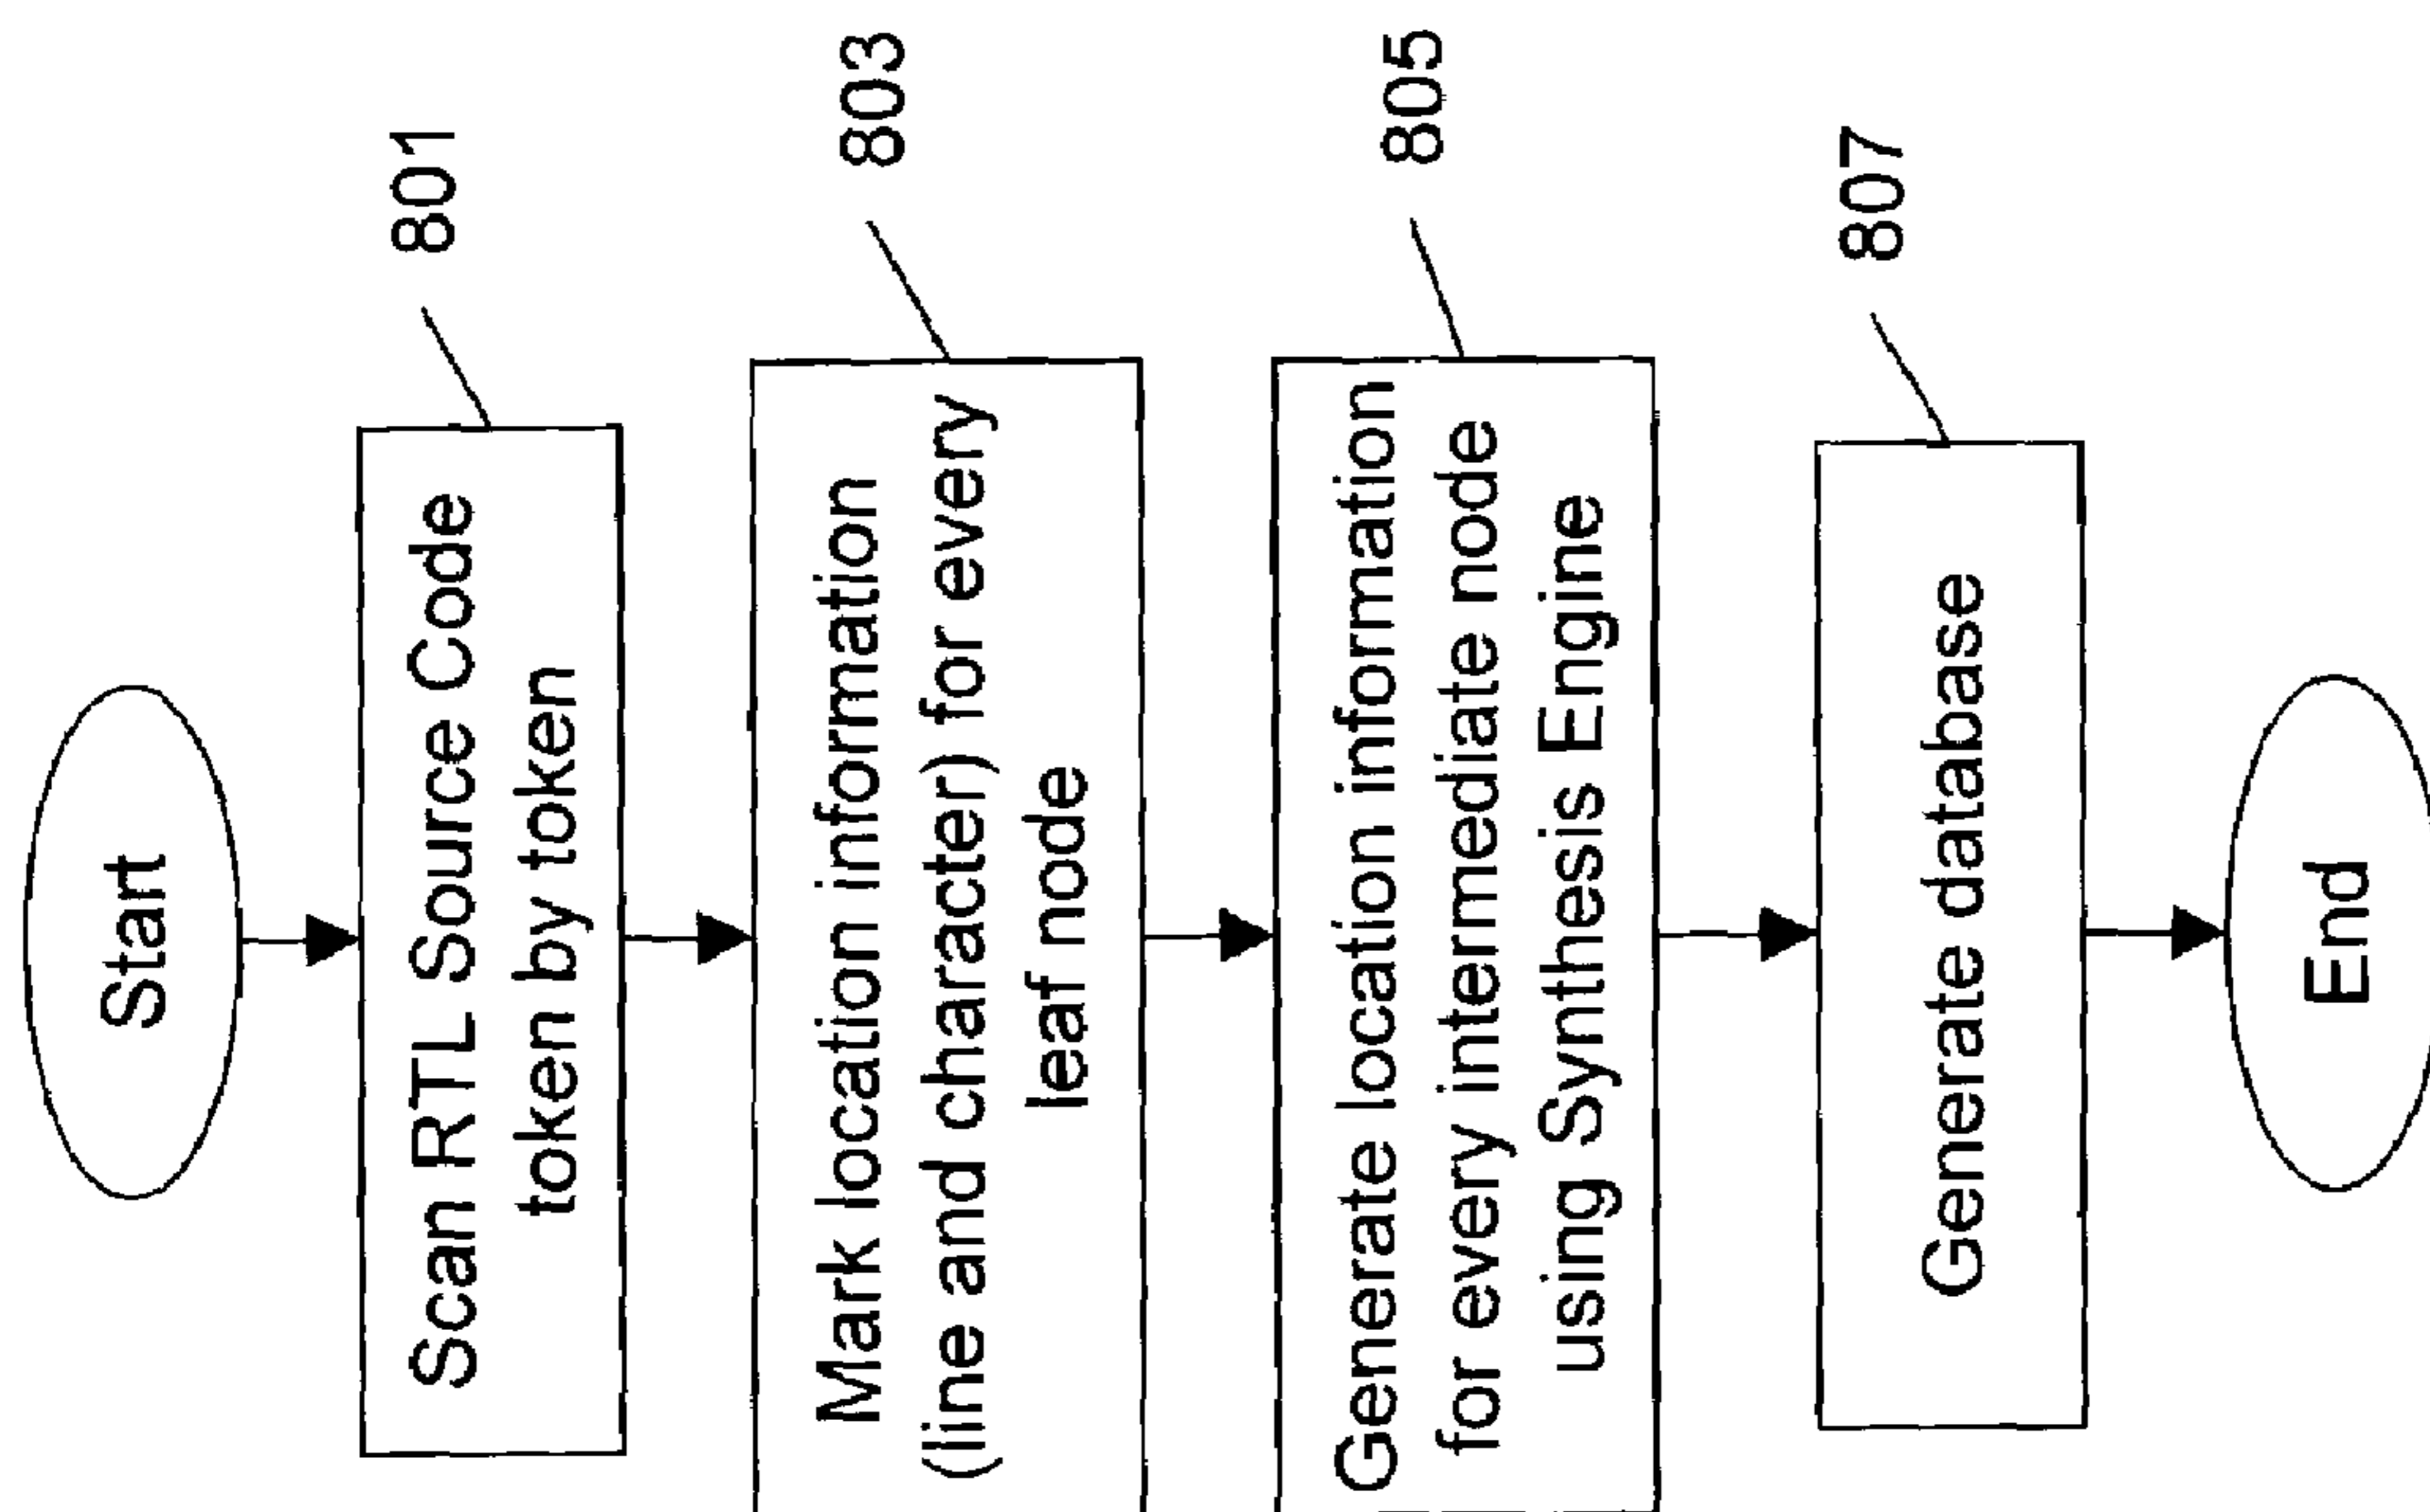 Start
801
Scan RTL Source Code
token by token
803
Mark location information
(line and character) for every
leaf node
805
Generate location information
for every intermediate node
using Synthesis Engine
807
Generate database
End